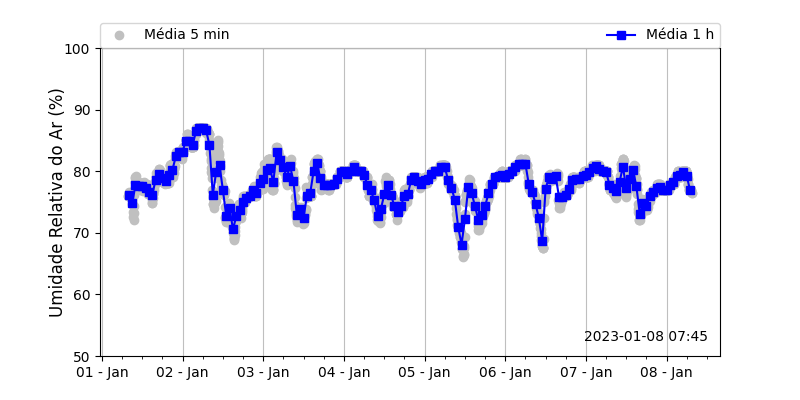 Média 5 min
Média 1 h
Umidade Relativa do Ar (%)
100
90
80
70
60
50
2023-01-08 07:45
01 - Jan
02 - Jan
03 - Jan
04 - Jan
05 - Jan
06 - Jan
07 - Jan
08 - Jan